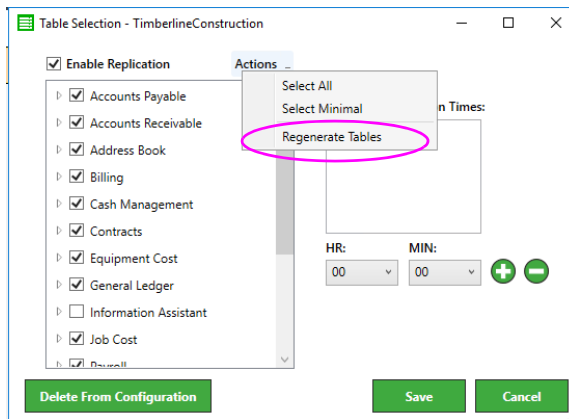 Table Selection - TimberlineConstruction
Enable Replication
Actions
Select All
Select Minimal
Regenerate Tables
n Times:
Accounts Payable
Accounts Receivable
Address Book
Billing
Cash Management
Contracts
Equipment Cost
General Ledger
Information Assistant
Job Cost
Payroll
HR:
MIN:
00
00
Delete From Configuration
Save
Cancel